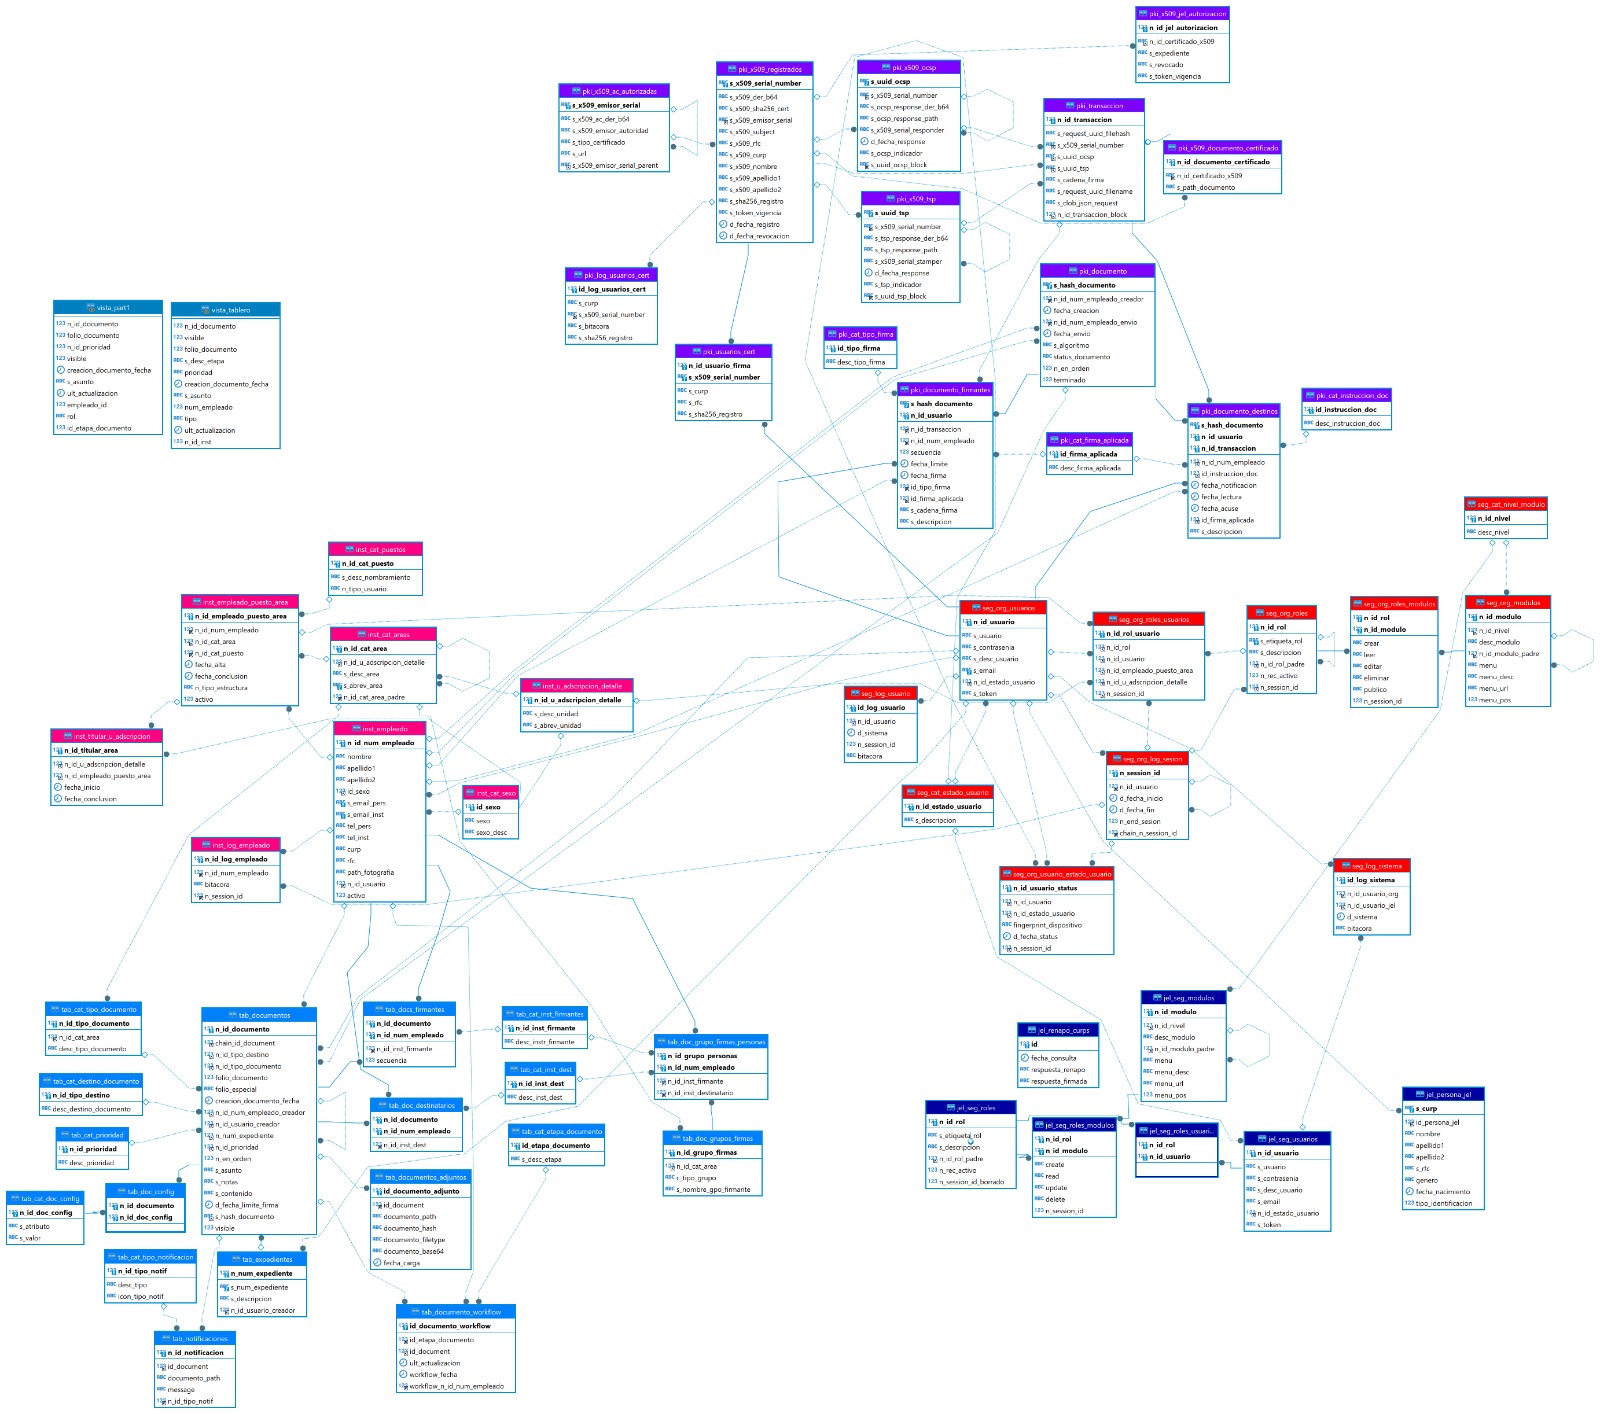 pki_x509_jel_autorizacion
n_id_jel_autorizacion
n_id_certificado_x509
s_expediente
s_revocado
s_token_vigencia
pki_x509_registrados
s_x509_serial_number
s_x509_der_b64
s_x509_sha256_cert
s_x509_emisor_serial
s_x509_subject
s_x509_rfc
s_x509_curp
s_x509_nombre
s_x509_apellido1
s_x509_apellido2
s_sha256_registro
s_token_vigencia
d_fecha_registro
d_fecha_revocacion
pki_x509_ocsp
s_uuid_ocsp
s_x509_serial_number
s_ocsp_response_der_b64
s_ocsp_response_path
s_x509_serial_responder
d_fecha_response
s_ocsp_indicador
s_uuid_ocsp_block
pki_x509_ac_autorizadas
s_x509_emisor_serial
s_x509_ac_der_b64
s_x509_emisor_autoridad
s_tipo_certificado
s_url
s_x509_emisor_serial_parent
pki_transaccion
n_id_transaccion
s_request_uuid_filehash
s_x509_serial_number
s_uuid_ocsp
s_uuid_tsp
s_cadena_firma
s_request_uuid_filename
s_clob_json_request
n_id_transaccion_block
pki_x509_documento_certificado
n_id_documento_certificado
n_id_certificado_x509
s_path_documento
pki_x509_tsp
s_uuid_tsp
s_x509_serial_number
s_tsp_response_der_b64
s_tsp_response_path
s_x509_serial_stamper
d_fecha_response
s_tsp_indicador
s_uuid_tsp_block
pki_log_usuarios_cert
id_log_usuarios_cert
s_curp
s_x509_serial_number
s_bitacora
s_sha256_registro
pki_documento
s_hash_documento
n_id_num_empleado_creador
fecha_creacion
n_id_num_empleado_envio
fecha_envio
s_algoritmo
status_documento
n_en_orden
terminado
vista_part1
123 n_id_documento
123 folio_documento
123 n_id_prioridad
123 visible
creacion_documento_fecha
ABC s_asunto
ult_actualizacion
123 empleado_id
ABC rol
123 id_etapa_documento
vista_tablero
123 n_id_documento
123 visible
123 folio_documento
ABC s_desc_etapa
ABC prioridad
creacion_documento_fecha
ABC s_asunto
123 num_empleado
ABC tipo
ult_actualizacion
123 n_id_inst
pki_cat_tipo_firma
id_tipo_firma
desc_tipo_firma
pki_usuarios_cert
n_id_usuario_firma
s_x509_serial_number
s_curp
s_rfc
s_sha256_registro
pki_documento_firmantes
s_hash_documento
n_id_usuario
n_id_transaccion
n_id_num_empleado
secuencia
fecha_limite
fecha_firma
id_tipo_firma
id_firma_aplicada
s_cadena_firma
s_descripcion
pki_cat_firma_aplicada
id_firma_aplicada
desc_firma_aplicada
pki_documento_destinos
s_hash_documento
n_id_usuario
n_id_transaccion
n_id_num_empleado
id_instruccion_doc
fecha_notificacion
fecha_lectura
fecha_acuse
id_firma_aplicada
s_descripcion
pki_cat_instruccion_doc
id_instruccion_doc
desc_instruccion_doc
seg_cat_nivel_modulo
n_id_nivel
desc_nivel
inst_cat_puestos
n_id_cat_puesto
s_desc_nombramiento
n_tipo_usuario
inst_empleado_puesto_area
n_id_empleado_puesto_area
n_id_num_empleado
n_id_cat_area
n_id_cat_puesto
fecha_alta
fecha_conclusion
n_tipo_estructura
activo
inst_cat_areas
n_id_cat_area
n_id_u_adscripcion_detalle
s_desc_area
s_abrev_area
n_id_cat_area_padre
inst_u_adscripcion_detalle
n_id_u_adscripcion_detalle
s_desc_unidad
s_abrev_unidad
inst_titular_u_adscripcion
n_id_titular_area
n_id_u_adscripcion_detalle
n_id_empleado_puesto_area
fecha_inicio
fecha_conclusion
inst_empleado
n_id_num_empleado
nombre
apellido1
apellido2
id_sexo
s_email_pers
s_email_inst
tel_pers
tel_inst
curp
rfc
path_fotografia
n_id_usuario
activo
inst_cat_sexo
id_sexo
sexo
sexo_desc
inst_log_empleado
n_id_log_empleado
n_id_num_empleado
bitacora
n_session_id
seg_org_usuarios
n_id_usuario
s_usuario
s_contrasenia
s_desc_usuario
s_email
n_id_estado_usuario
s_token
seg_org_roles_usuarios
n_id_rol_usuario
n_id_rol
n_id_usuario
n_id_empleado_puesto_area
n_id_u_adscripcion_detalle
n_session_id
seg_org_roles
n_id_rol
s_etiqueta_rol
s_descripcion
n_id_rol_padre
n_rec_activo
n_session_id
seg_org_roles_modulos
n_id_rol
n_id_modulo
crear
leer
editar
eliminar
publico
n_session_id
seg_org_modulos
n_id_modulo
n_id_nivel
desc_modulo
n_id_modulo_padre
menu
menu_desc
menu_url
menu_pos
seg_log_usuario
id_log_usuario
n_id_usuario
d_sistema
n_session_id
bitacora
seg_cat_estado_usuario
n_id_estado_usuario
s_descripcion
seg_org_log_sesion
n_session_id
n_id_usuario
d_fecha_inicio
d_fecha_fin
n_end_sesion
chain_n_session_id
seg_org_usuario_estado_usuario
n_id_usuario_status
n_id_usuario
n_id_estado_usuario
fingerprint_dispositivo
d_fecha_status
n_session_id
seg_log_sistema
id_log_sistema
n_id_usuario_org
n_id_usuario_jel
d_sistema
bitacora
tab_cat_tipo_documento
n_id_tipo_documento
n_id_cat_area
desc_tipo_documento
tab_documentos
n_id_documento
chain_id_document
n_id_tipo_destino
n_id_tipo_documento
folio_documento
folio_especial
creacion_documento_fecha
n_id_num_empleado_creador
n_id_usuario_creador
n_num_expediente
n_id_prioridad
n_en_orden
s_asunto
s_notas
s_contenido
d_fecha_limite_firma
s_hash_documento
visible
tab_docs_firmantes
n_id_documento
n_id_num_empleado
n_id_inst_firmante
secuencia
tab_cat_inst_firmantes
n_id_inst_firmante
desc_instr_firmante
tab_doc_grupo_firmas_personas
n_id_grupo_personas
n_id_num_empleado
n_id_inst_firmante
n_id_inst_destinatario
tab_cat_destino_documento
n_id_tipo_destino
desc_destino_documento
tab_cat_inst_dest
n_id_inst_dest
desc_inst_dest
tab_doc_destinatarios
n_id_documento
n_id_num_empleado
n_id_inst_dest
tab_cat_prioridad
n_id_prioridad
desc_prioridad
tab_cat_etapa_documento
id_etapa_documento
s_desc_etapa
tab_doc_grupos_firmas
n_id_grupo_firmas
n_id_cat_area
c_tipo_grupo
s_nombre_gpo_firmante
tab_cat_doc_config
n_id_doc_config
s_atributo
s_valor
tab_doc_config
n_id_documento
n_id_doc_config
tab_documentos_adjuntos
id_documento_adjunto
id_document
documento_path
documento_hash
documento_filetype
documento_base64
fecha_carga
tab_cat_tipo_notificacion
n_id_tipo_notif
desc_tipo
icon_tipo_notif
tab_expedientes
n_num_expediente
s_num_expediente
s_descripcion
n_id_usuario_creador
tab_notificaciones
n_id_notificacion
id_document
documento_path
message
n_id_tipo_notif
tab_documento_workflow
id_documento_workflow
id_etapa_documento
id_document
ult_actualizacion
workflow_fecha
workflow_n_id_num_empleado
jel_seg_modulos
n_id_modulo
n_id_nivel
desc_modulo
n_id_modulo_padre
menu
menu_desc
menu_url
menu_pos
jel_renapo_curps
id
fecha_consulta
respuesta_renapo
respuesta_firmada
jel_seg_roles
n_id_rol
s_etiqueta_rol
s_descripcion
n_id_rol_padre
n_rec_activo
n_session_id_borrado
jel_seg_roles_modulos
n_id_rol
n_id_modulo
create
read
update
delete
n_session_id
jel_seg_roles_usuari...
n_id_rol
n_id_usuario
jel_seg_usuarios
n_id_usuario
s_usuario
s_contrasenia
s_desc_usuario
s_email
n_id_estado_usuario
s_token
jel_persona_jel
s_curp
id_persona_jel
nombre
apellido1
apellido2
s_rfc
genero
fecha_nacimiento
tipo_identificacion